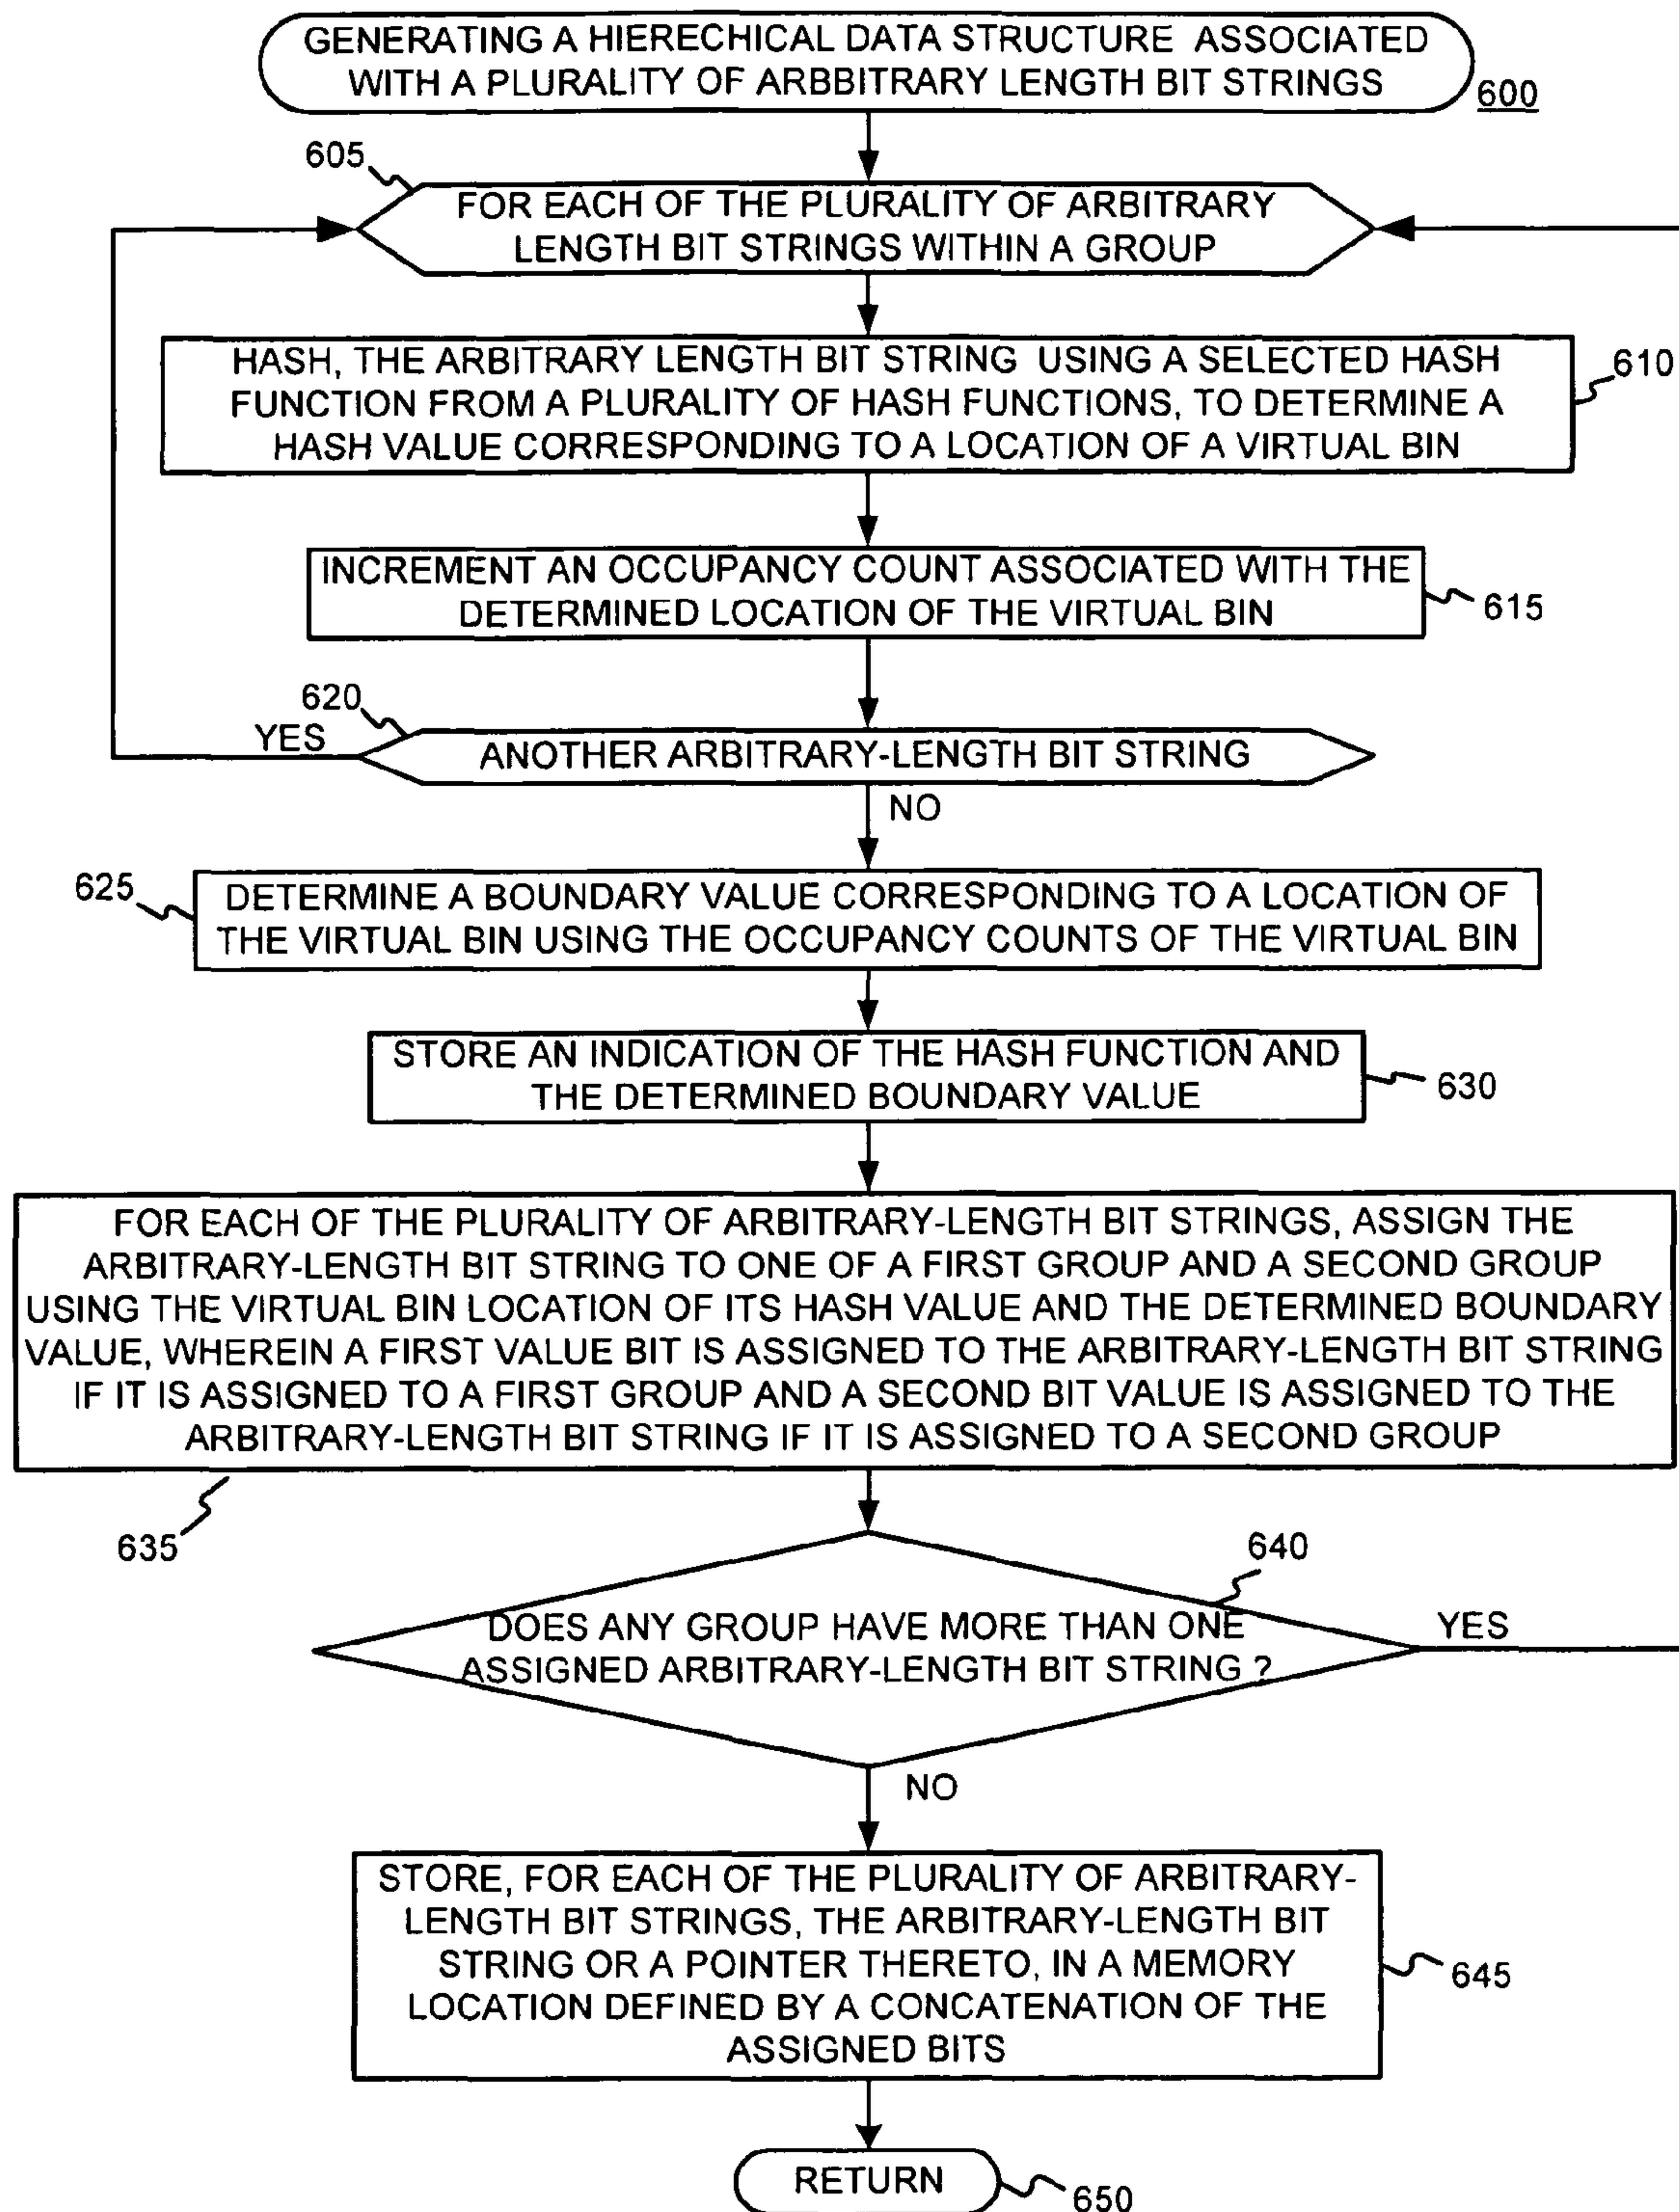 GENERATING A HIERECHICAL DATA STRUCTURE ASSOCIATED
WITH A PLURALITY OF ARBBITRARY LENGTH BIT STRINGS
600
605
FOR EACH OF THE PLURALITY OF ARBITRARY
LENGTH BIT STRINGS WITHIN A GROUP
HASH, THE ARBITRARY LENGTH BIT STRING USING A SELECTED HASH
FUNCTION FROM A PLURALITY OF HASH FUNCTIONS, TO DETERMINE A
HASH VALUE CORRESPONDING TO A LOCATION OF A VIRTUAL BIN
610
INCREMENT AN OCCUPANCY COUNT ASSOCIATED WITH THE
DETERMINED LOCATION OF THE VIRTUAL BIN
615
620
YES
ANOTHER ARBITRARY-LENGTH BIT STRING
NO
625
DETERMINE A BOUNDARY VALUE CORRESPONDING TO A LOCATION OF
THE VIRTUAL BIN USING THE OCCUPANCY COUNTS OF THE VIRTUAL BIN
STORE AN INDICATION OF THE HASH FUNCTION AND
THE DETERMINED BOUNDARY VALUE
630
FOR EACH OF THE PLURALITY OF ARBITRARY-LENGTH BIT STRINGS, ASSIGN THE
ARBITRARY-LENGTH BIT STRING TO ONE OF A FIRST GROUP AND A SECOND GROUP
USING THE VIRTUAL BIN LOCATION OF ITS HASH VALUE AND THE DETERMINED BOUNDARY
VALUE, WHEREIN A FIRST VALUE BIT IS ASSIGNED TO THE ARBITRARY-LENGTH BIT STRING
IF IT IS ASSIGNED TO A FIRST GROUP AND A SECOND BIT VALUE IS ASSIGNED TO THE
ARBITRARY-LENGTH BIT STRING IF IT IS ASSIGNED TO A SECOND GROUP
635
640
DOES ANY GROUP HAVE MORE THAN ONE
ASSIGNED ARBITRARY-LENGTH BIT STRING ?
YES
NO
STORE, FOR EACH OF THE PLURALITY OF ARBITRARY-
LENGTH BIT STRINGS, THE ARBITRARY-LENGTH BIT
STRING OR A POINTER THERETO, IN A MEMORY
LOCATION DEFINED BY A CONCATENATION OF THE
ASSIGNED BITS
645
RETURN
650